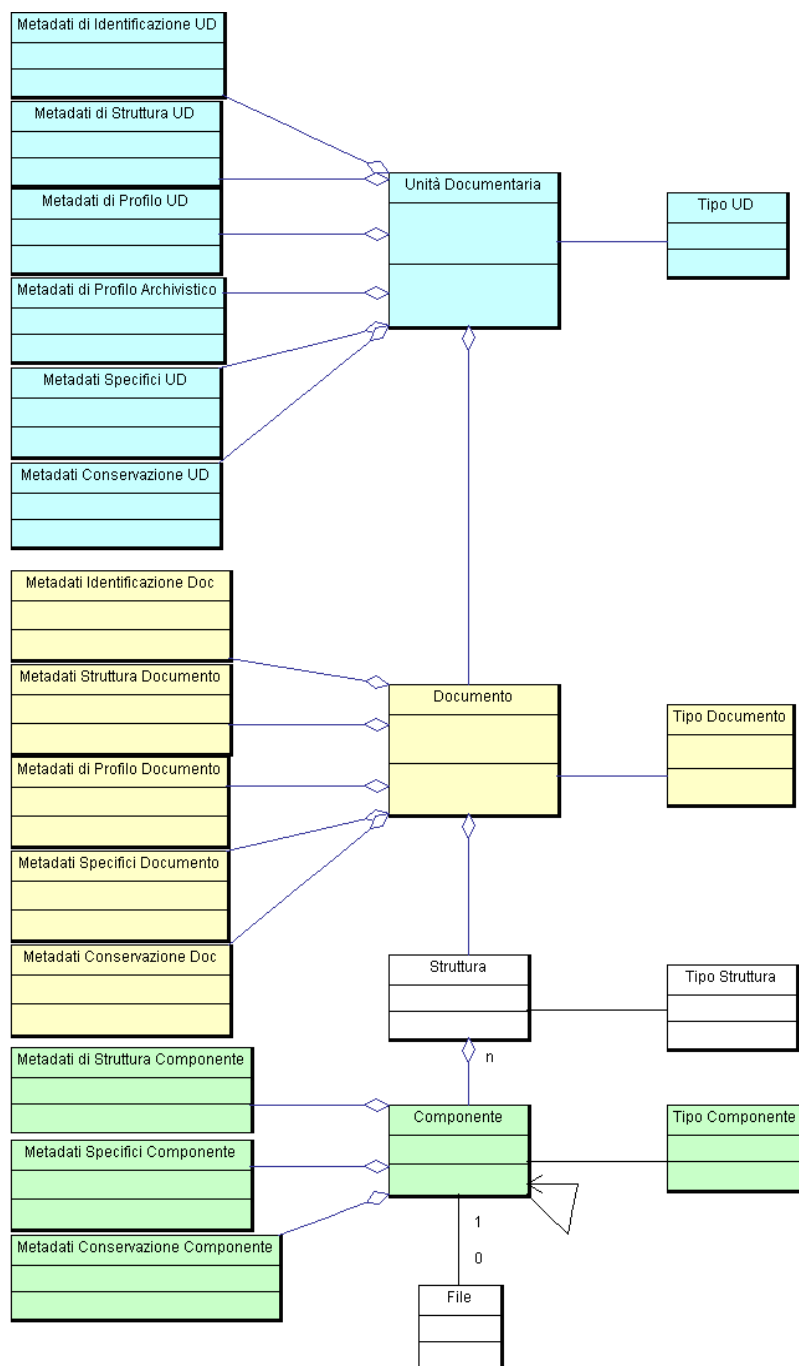 Metadati di Identificazione UD
Metadati di Struttura UD
Metadati di Profilo UD
Metadati di Profilo Archivistico
Metadati Specifici UD
Metadati Conservazione UD
Unità Documentaria
Tipo UD
Metadati Identificazione Doc
Metadati Struttura Documento
Metadati di Profilo Documento
Metadati Specifici Documento
Metadati Conservazione Doc
Documento
Tipo Documento
Struttura
Tipo Struttura
n
Metadati di Struttura Componente
Metadati Specifici Componente
Metadati Conservazione Componente
Componente
Tipo Componente
1
0
File